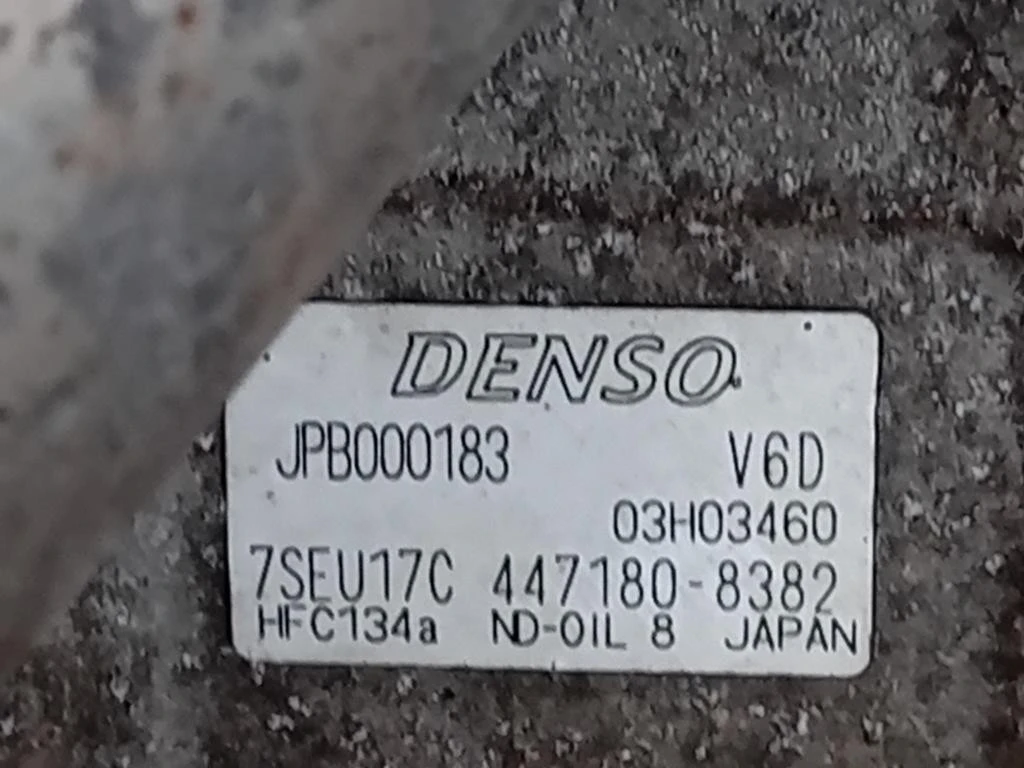 DENSO
JPB000183 V6D
03H03460
7SEU17C 447180-8382
HFC134a ND-OIL 8 JAPAN